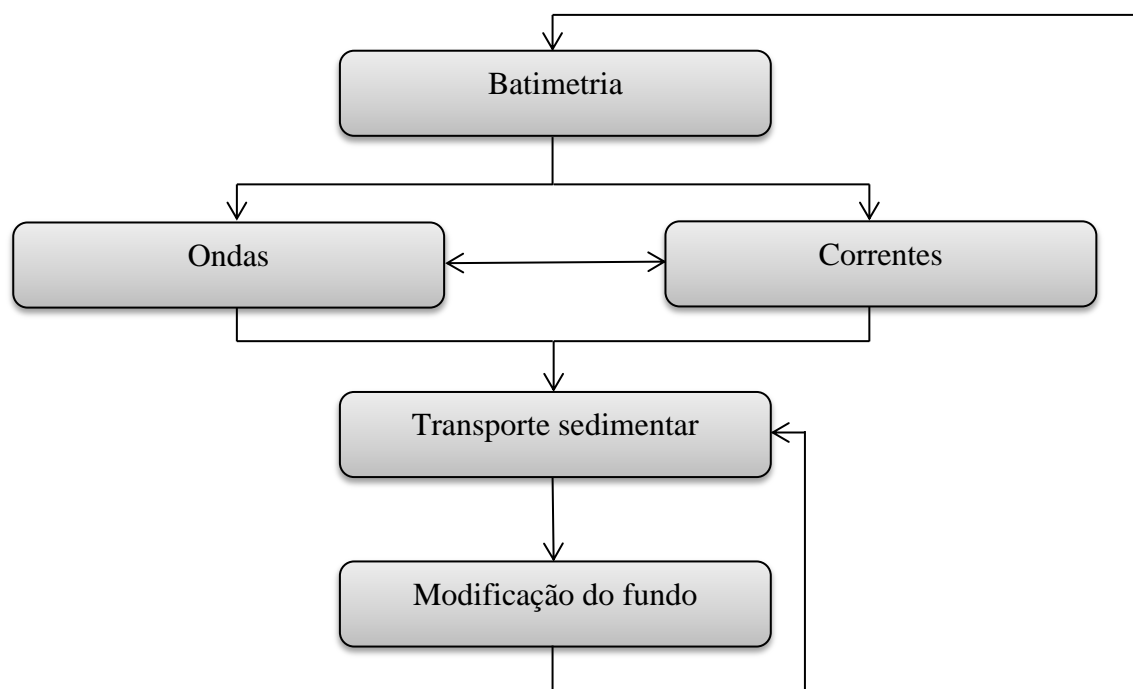 Batimetria
Ondas
Correntes
Transporte sedimentar
Modificação do fundo